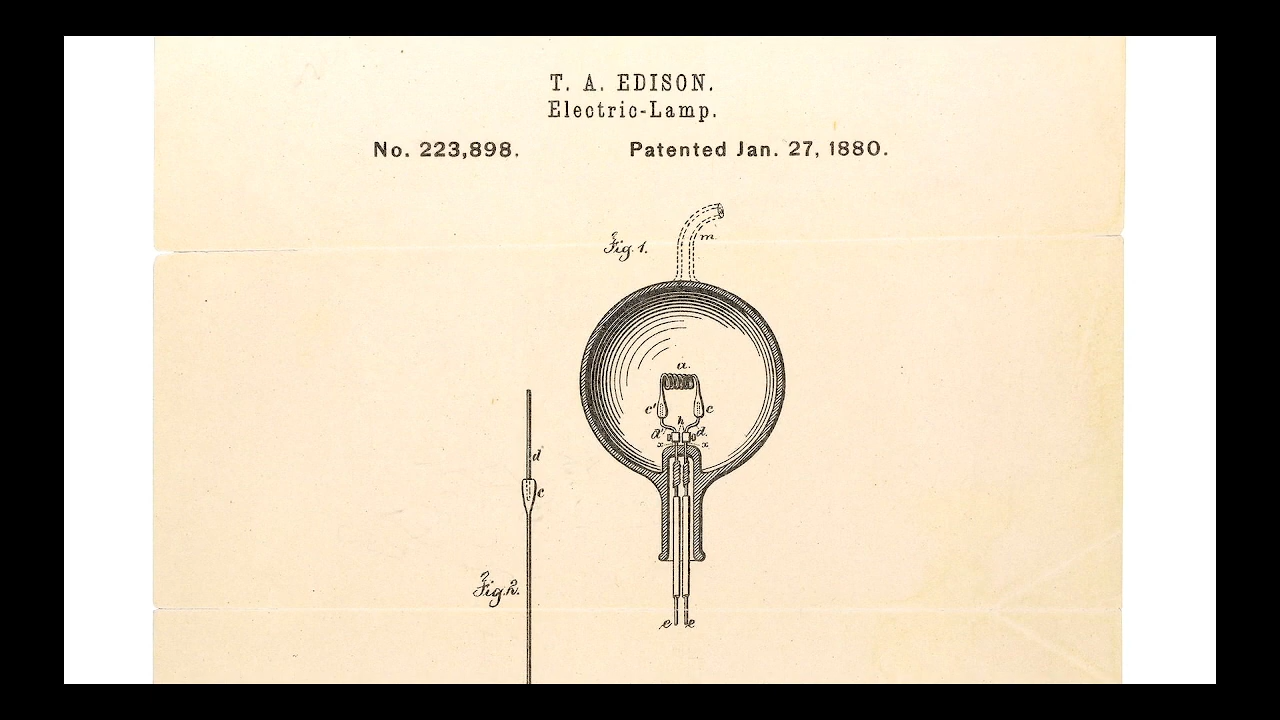 T. A. EDISON.
Electric-Lamp.
No. 223,898. Patented Jan. 27, 1880.
Fig. 1.
m
a.
c' c
h
d' d.
x x
d
c
Fig. 2.
e e